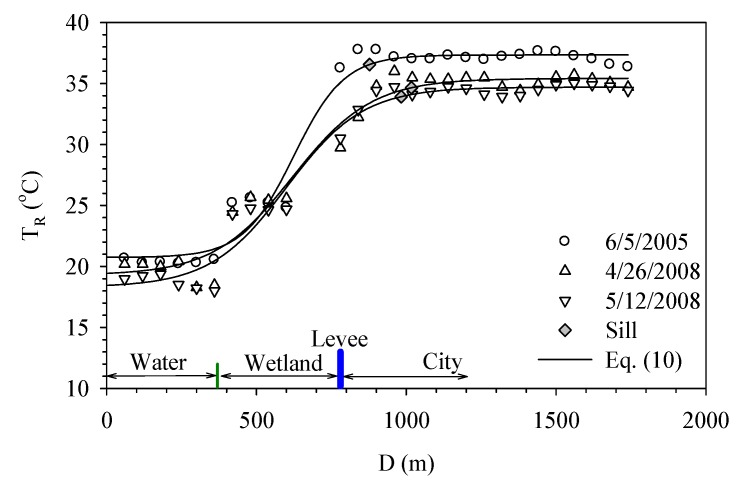 40
35
30
25
20
15
10
T_R (°C)
6/5/2005
4/26/2008
5/12/2008
Sill
Eq. (10)
Levee
Water
Wetland
City
0 500 1000 1500 2000
D (m)